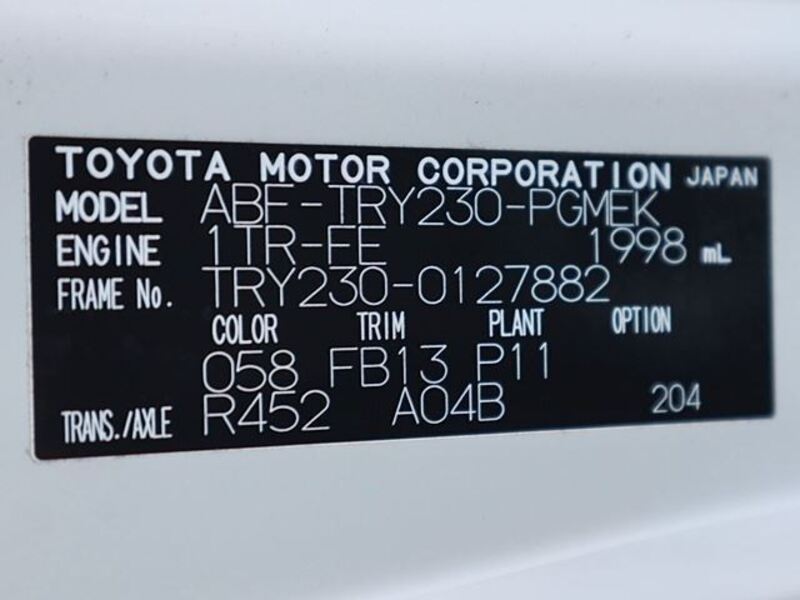 TOYOTA MOTOR CORPORATION JAPAN
MODEL ABF-TRY230-PGMEK
ENGINE 1TR-FE 1998 mL
FRAME No. TRY230-0127882
COLOR TRIM PLANT OPTION
058 FB13 P11
TRANS./AXLE R452 A04B 204